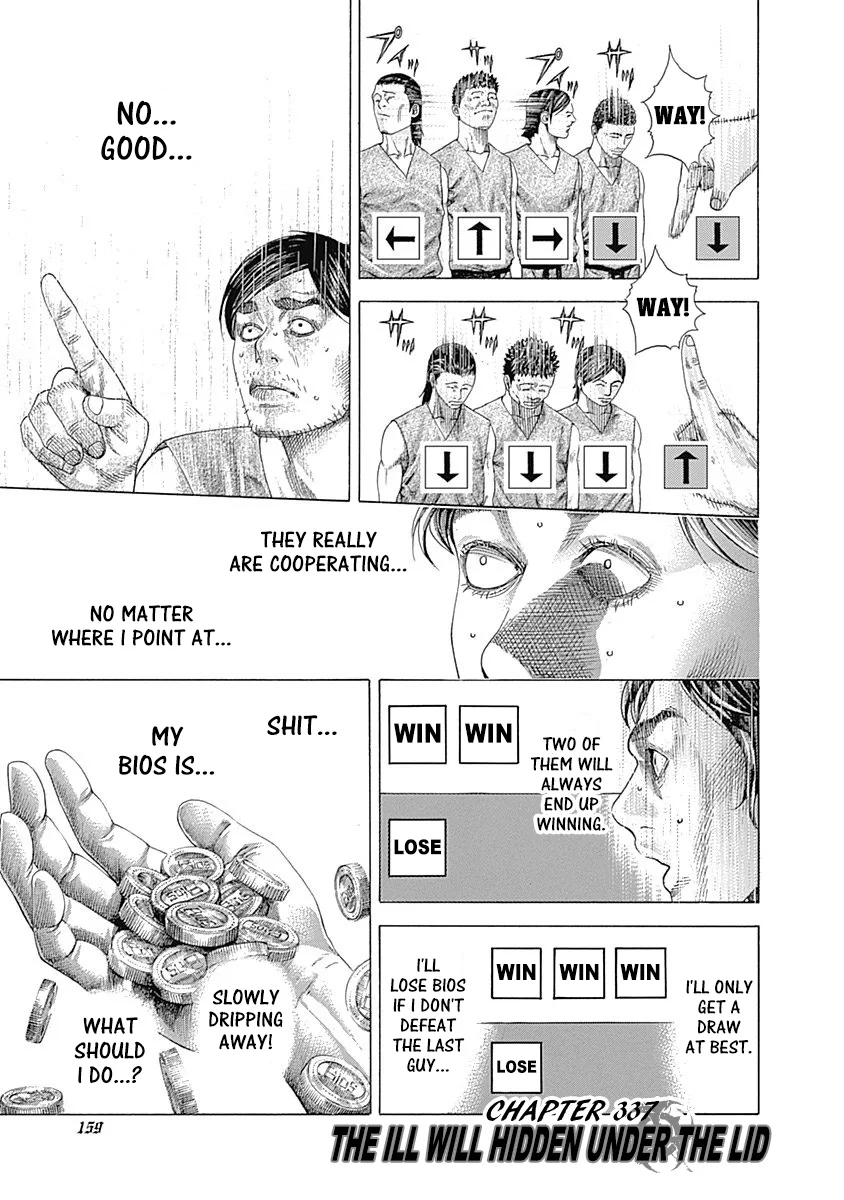 WAY!
WAY!
NO...
GOOD...
THEY REALLY
ARE COOPERATING...
NO MATTER
WHERE I POINT AT...
WIN WIN
TWO OF
THEM WILL
ALWAYS
END UP
WINNING.
LOSE
SHIT...
MY
BIOS IS...
BIOS
SLOWLY
DRIPPING
AWAY!
WHAT
SHOULD
I DO...?
I'LL ONLY
GET A
DRAW
AT BEST.
WIN WIN WIN
LOSE
I'LL
LOSE BIOS
IF I DON'T
DEFEAT
THE LAST
GUY...
CHAPTER 337
THE ILL WILL HIDDEN UNDER THE LID
159